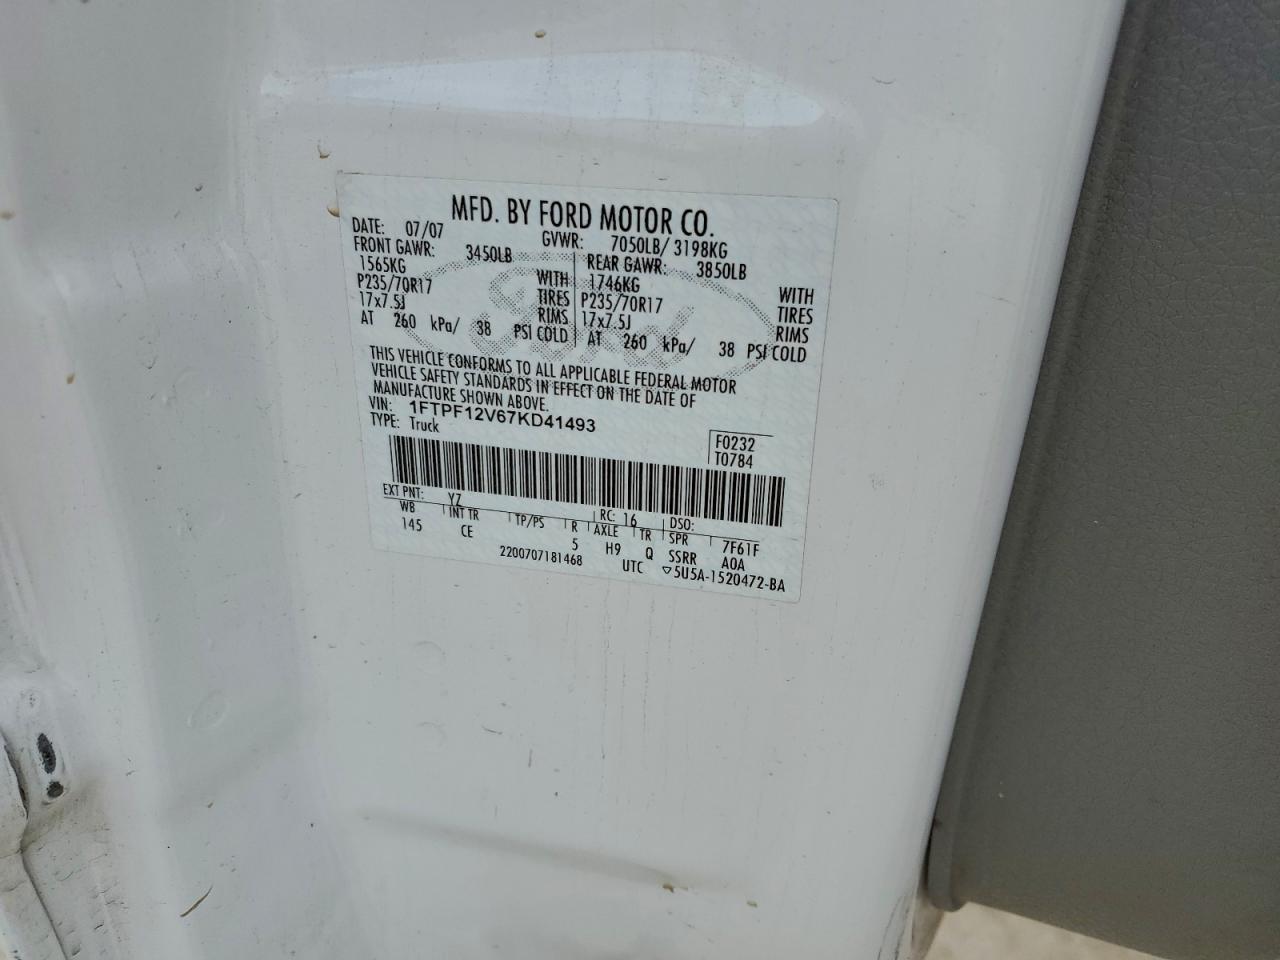 MFD. BY FORD MOTOR CO.
DATE: 07/07 GVWR: 7050LB/ 3198KG
FRONT GAWR: 3450LB REAR GAWR: 3850LB
1565KG WITH 1746KG WITH
P235/70R17 TIRES P235/70R17 TIRES
17x7.5J RIMS 17x7.5J RIMS
AT 260 kPa/ 38 PSI COLD AT 260 kPa/ 38 PSI COLD
Ford
THIS VEHICLE CONFORMS TO ALL APPLICABLE FEDERAL MOTOR
VEHICLE SAFETY STANDARDS IN EFFECT ON THE DATE OF
MANUFACTURE SHOWN ABOVE.
VIN: 1FTPF12V67KD41493
TYPE: Truck
F0232
T0784
EXT PNT: YZ RC: 16 DSO:
WB INT TR TP/PS R AXLE TR SPR 7F61F
145 CE 5 H9 Q SSRR A0A
2200707181468 UTC ▽5U5A-1520472-BA